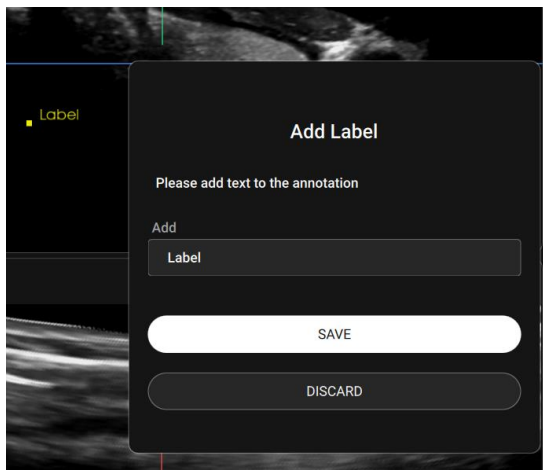 Label
Add Label
Please add text to the annotation
Add
Label
SAVE
DISCARD